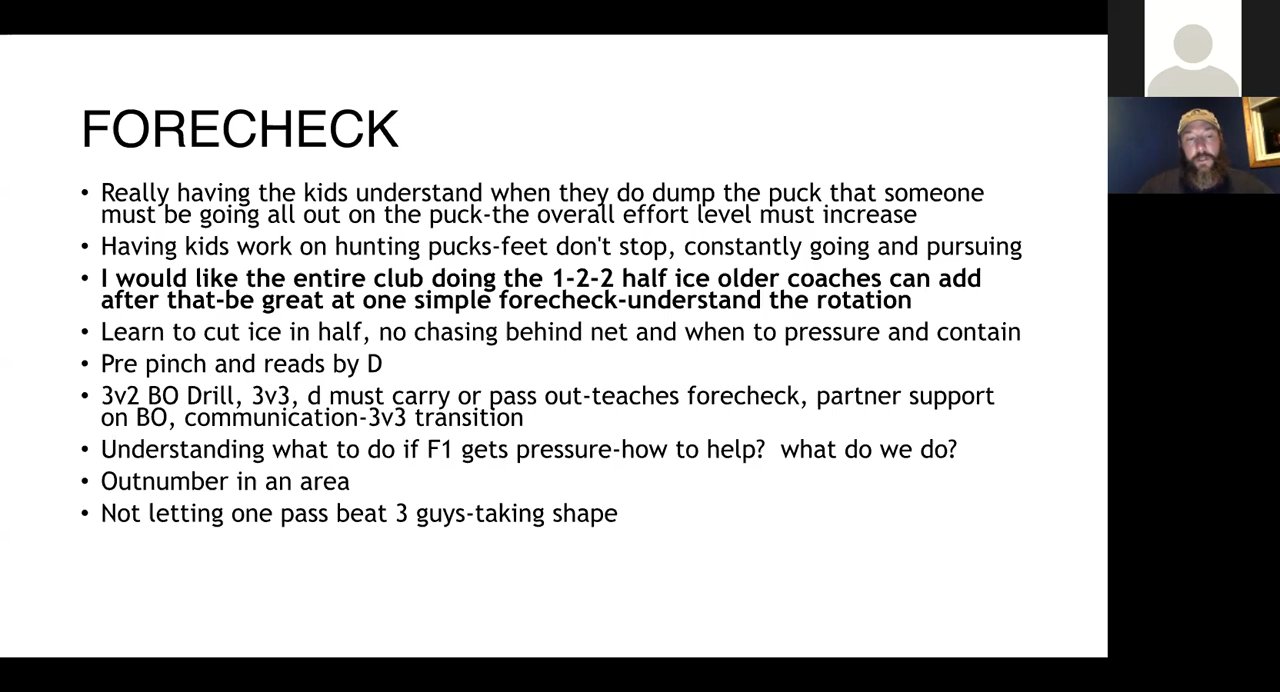 FORECHECK
• Really having the kids understand when they do dump the puck that someone
must be going all out on the puck-the overall effort level must increase
• Having kids work on hunting pucks-feet don't stop, constantly going and pursuing
• I would like the entire club doing the 1-2-2 half ice older coaches can add
after that-be great at one simple forecheck-understand the rotation
• Learn to cut ice in half, no chasing behind net and when to pressure and contain
• Pre pinch and reads by D
• 3v2 BO Drill, 3v3, d must carry or pass out-teaches forecheck, partner support
on BO, communication-3v3 transition
• Understanding what to do if F1 gets pressure-how to help?  what do we do?
• Outnumber in an area
• Not letting one pass beat 3 guys-taking shape